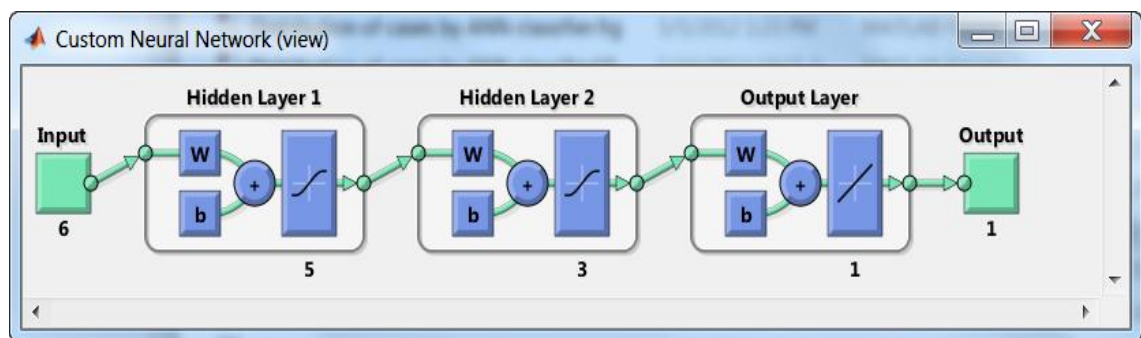 Custom Neural Network (view)
Hidden Layer 1
Hidden Layer 2
Output Layer
Input
Output
W
b
+
W
b
+
W
b
+
6
5
3
1
1